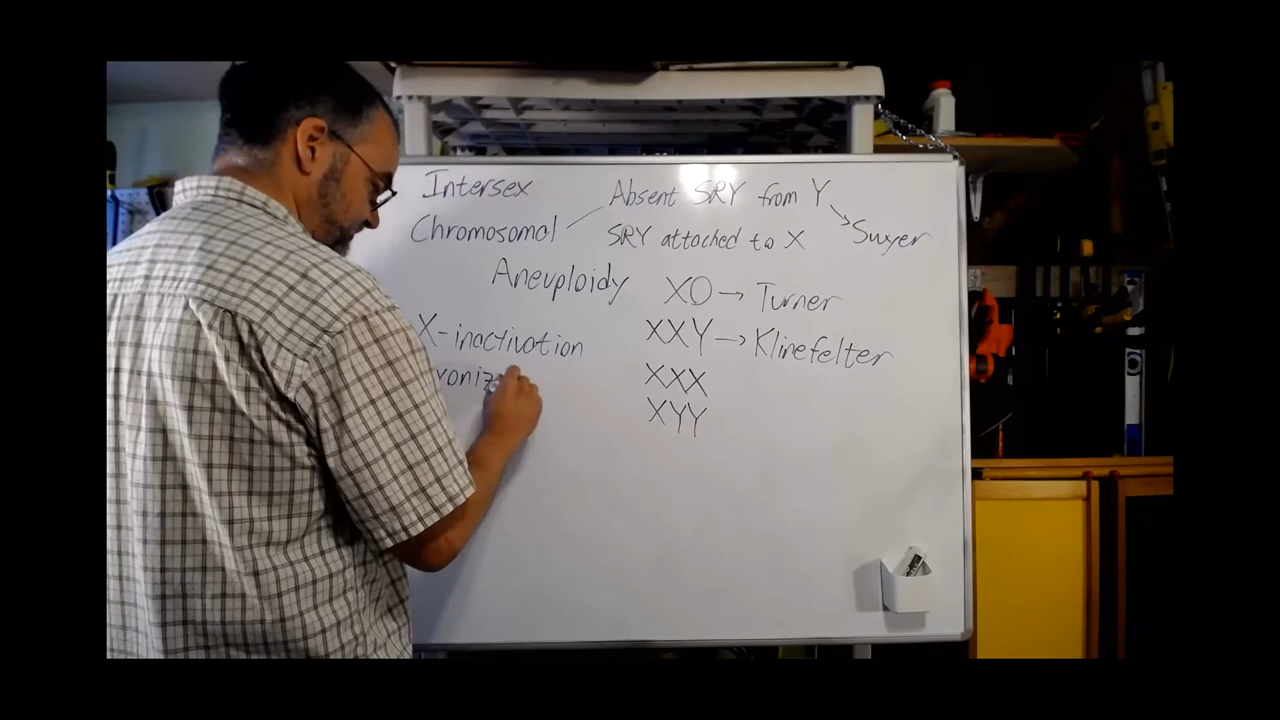 Intersex
Absent SRY from Y
Chromosomal
SRY attached to X
Swyer
Aneuploidy
XO → Turner
X-inactivation
XXY → Klinefelter
XXX
XYY